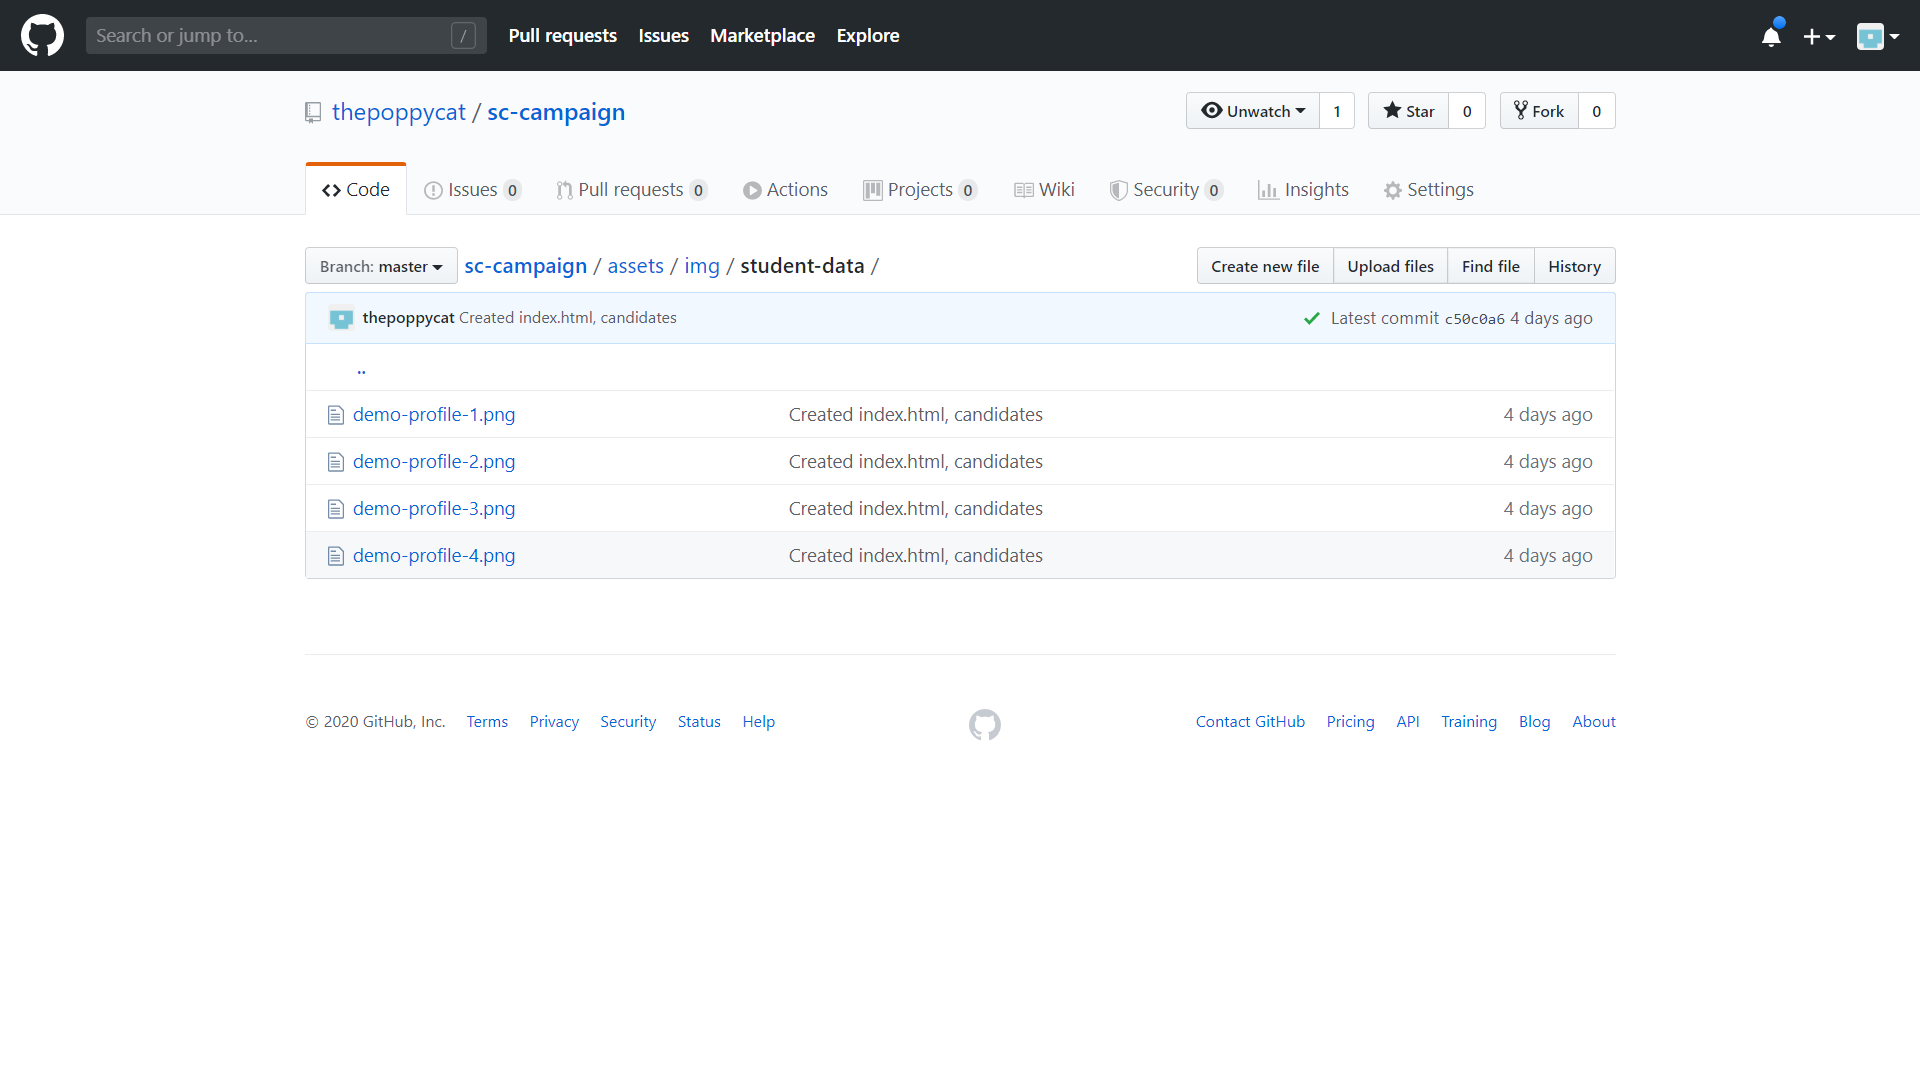 Search or jump to... /
Pull requests Issues Marketplace Explore
thepoppycat / sc-campaign
Unwatch 1 Star 0 Fork 0
Code Issues 0 Pull requests 0 Actions Projects 0 Wiki Security 0 Insights Settings
Branch: master sc-campaign / assets / img / student-data /
Create new file Upload files Find file History
thepoppycat Created index.html, candidates Latest commit c50c0a6 4 days ago
..
demo-profile-1.png Created index.html, candidates 4 days ago
demo-profile-2.png Created index.html, candidates 4 days ago
demo-profile-3.png Created index.html, candidates 4 days ago
demo-profile-4.png Created index.html, candidates 4 days ago
© 2020 GitHub, Inc. Terms Privacy Security Status Help Contact GitHub Pricing API Training Blog About